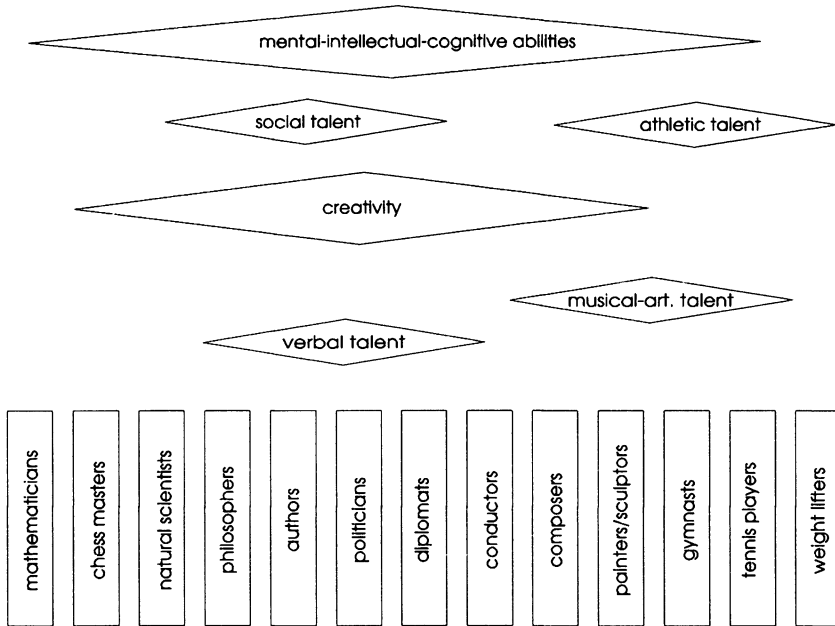 mental-intellectual-cognitive abilities
social talent
athletic talent
creativity
musical-art. talent
verbal talent
mathematicians
chess masters
natural scientists
philosophers
authors
politicians
diplomats
conductors
composers
painters/sculptors
gymnasts
tennis players
weight lifters